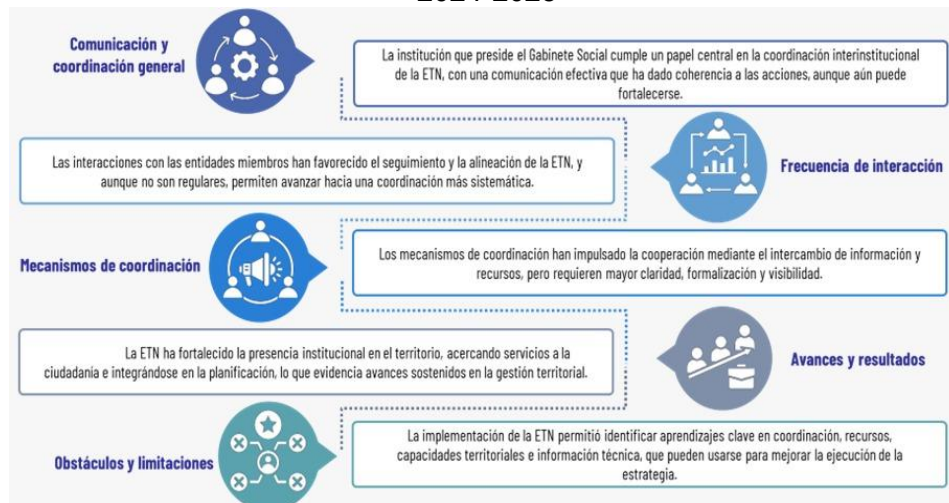 Comunicación y
coordinación general
La institución que preside el Gabinete Social cumple un papel central en la coordinación interinstitucional
de la ETN, con una comunicación efectiva que ha dado coherencia a las acciones, aunque aún puede
fortalecerse.
Las interacciones con las entidades miembros han favorecido el seguimiento y la alineación de la ETN, y
aunque no son regulares, permiten avanzar hacia una coordinación más sistemática.
Frecuencia de interacción
Mecanismos de coordinación
Los mecanismos de coordinación han impulsado la cooperación mediante el intercambio de información y
recursos, pero requieren mayor claridad, formalización y visibilidad.
La ETN ha fortalecido la presencia institucional en el territorio, acercando servicios a la
ciudadanía e integrándose en la planificación, lo que evidencia avances sostenidos en la gestión territorial.
Avances y resultados
Obstáculos y limitaciones
La implementación de la ETN permitió identificar aprendizajes clave en coordinación, recursos,
capacidades territoriales e información técnica, que pueden usarse para mejorar la ejecución de la
estrategia.